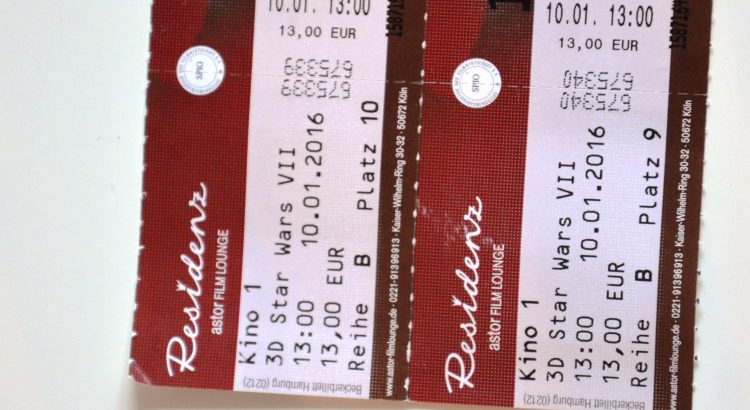 10.01. 13:00
13,00 EUR
SPIO
675339
675339
Residenz
astor FILM LOUNGE
Kino 1
3D Star Wars VII
13:00 10.01.2016
13,00 EUR
Reihe B Platz 10
Beckerbillett Hamburg (0212)
www.astor-filmlounge.de · 0221-91396913 · Kaiser-Wilhelm-Ring 30-32 · 50672 Köln
10.01. 13:00
13,00 EUR
SPIO
675340
675340
Residenz
astor FILM LOUNGE
Kino 1
3D Star Wars VII
13:00 10.01.2016
13,00 EUR
Reihe B Platz 9
Beckerbillett Hamburg (0212)
www.astor-filmlounge.de · 0221-91396913 · Kaiser-Wilhelm-Ring 30-32 · 50672 Köln